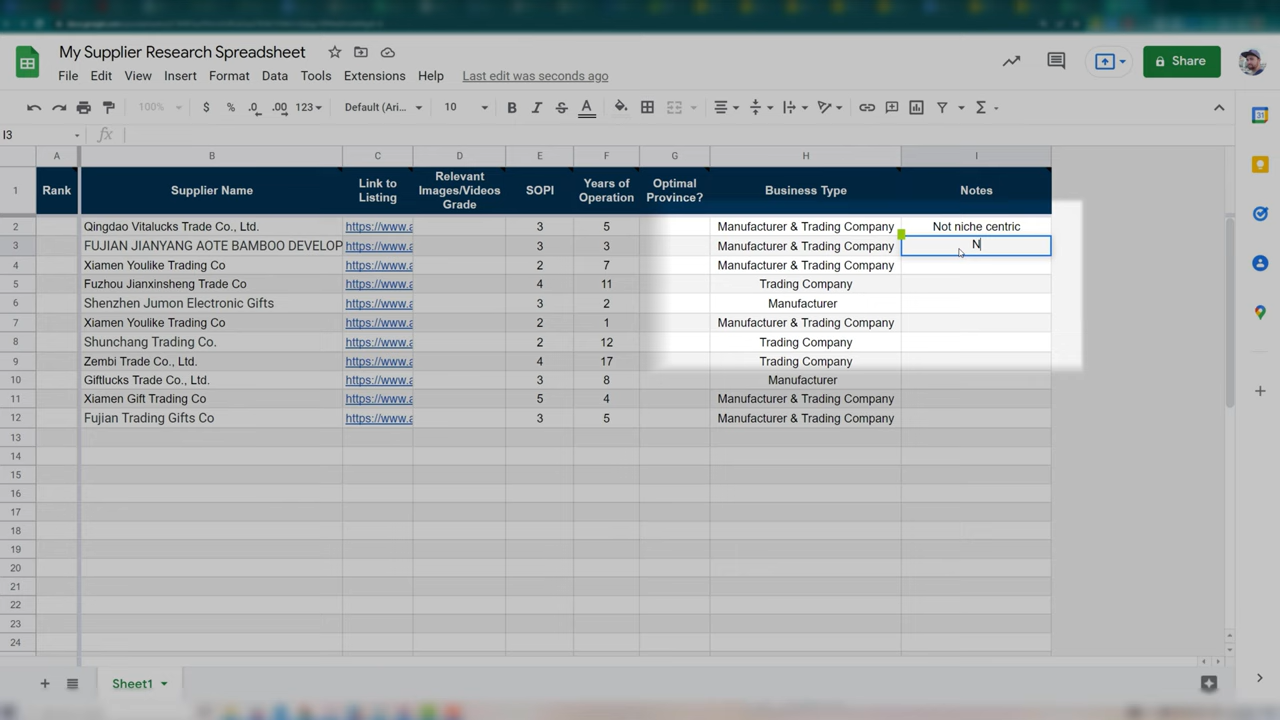 My Supplier Research Spreadsheet
File Edit View Insert Format Data Tools Extensions Help Last edit was seconds ago
Share
100% $ % .0 .00 123 Default (Ari... 10 B I S A
I3 fx
A B C D E F G H I
1 Rank Supplier Name Link to Listing Relevant Images/Videos Grade SOPI Years of Operation Optimal Province? Business Type Notes
2 Qingdao Vitalucks Trade Co., Ltd. https://www.a 3 5 Manufacturer & Trading Company Not niche centric
3 FUJIAN JIANYANG AOTE BAMBOO DEVELOP https://www.a 3 3 Manufacturer & Trading Company N
4 Xiamen Youlike Trading Co https://www.a 2 7 Manufacturer & Trading Company
5 Fuzhou Jianxinsheng Trade Co https://www.a 4 11 Trading Company
6 Shenzhen Jumon Electronic Gifts https://www.a 3 2 Manufacturer
7 Xiamen Youlike Trading Co https://www.a 2 1 Manufacturer & Trading Company
8 Shunchang Trading Co. https://www.a 2 12 Trading Company
9 Zembi Trade Co., Ltd. https://www.a 4 17 Trading Company
10 Giftlucks Trade Co., Ltd. https://www.a 3 8 Manufacturer
11 Xiamen Gift Trading Co https://www.a 5 4 Manufacturer & Trading Company
12 Fujian Trading Gifts Co https://www.a 3 5 Manufacturer & Trading Company
13
14
15
16
17
18
19
20
21
22
23
24
Sheet1